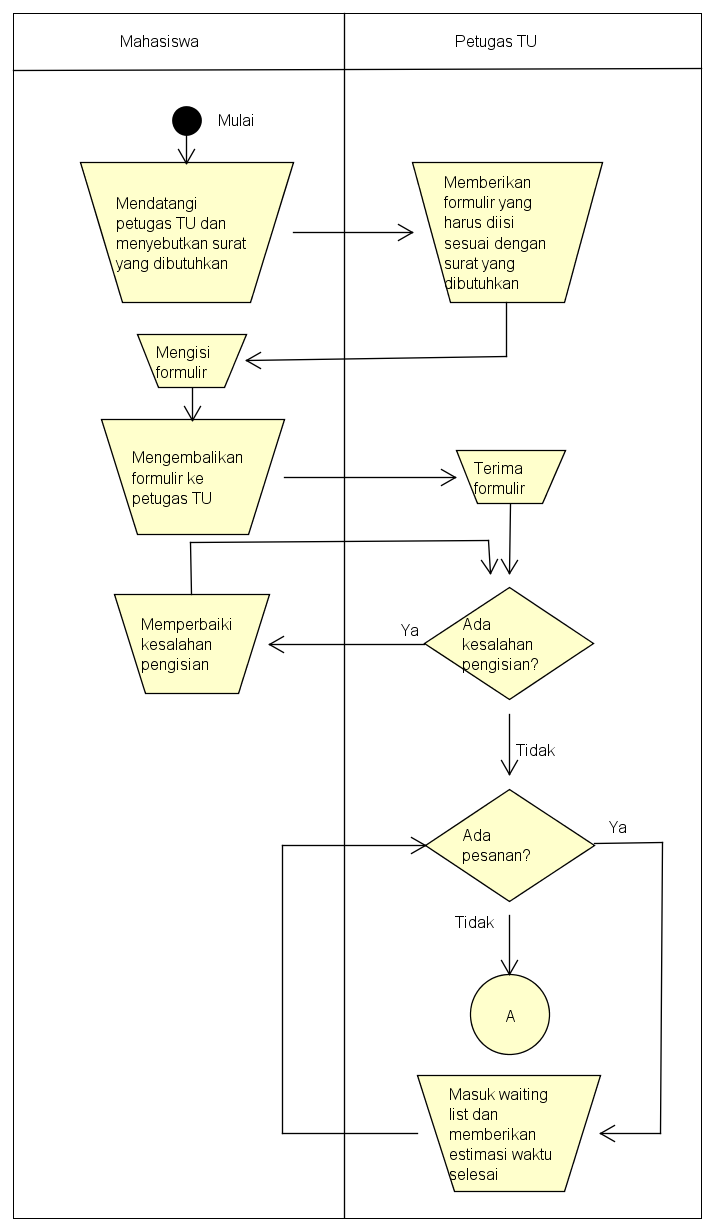 Mahasiswa
Petugas TU
Mulai
Mendatangi
petugas TU dan
menyebutkan surat
yang dibutuhkan
Memberikan
formulir yang
harus diisi
sesuai dengan
surat yang
dibutuhkan
Mengisi
formulir
Mengembalikan
formulir ke
petugas TU
Terima
formulir
Memperbaiki
kesalahan
pengisian
Ya
Ada
kesalahan
pengisian?
Tidak
Ada
pesanan?
Ya
Tidak
A
Masuk waiting
list dan
memberikan
estimasi waktu
selesai